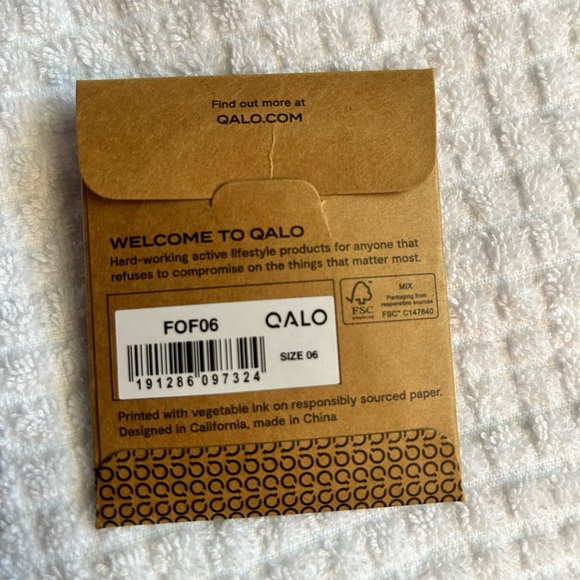 Find out more at
QALO.COM
WELCOME TO QALO
Hard-working active lifestyle products for anyone that
refuses to compromise on the things that matter most.
FOF06
QALO
SIZE 06
191286 097324
FSC
MIX
Packaging from
responsible sources
FSC™ C147640
Printed with vegetable ink on responsibly sourced paper.
Designed in California, made in China